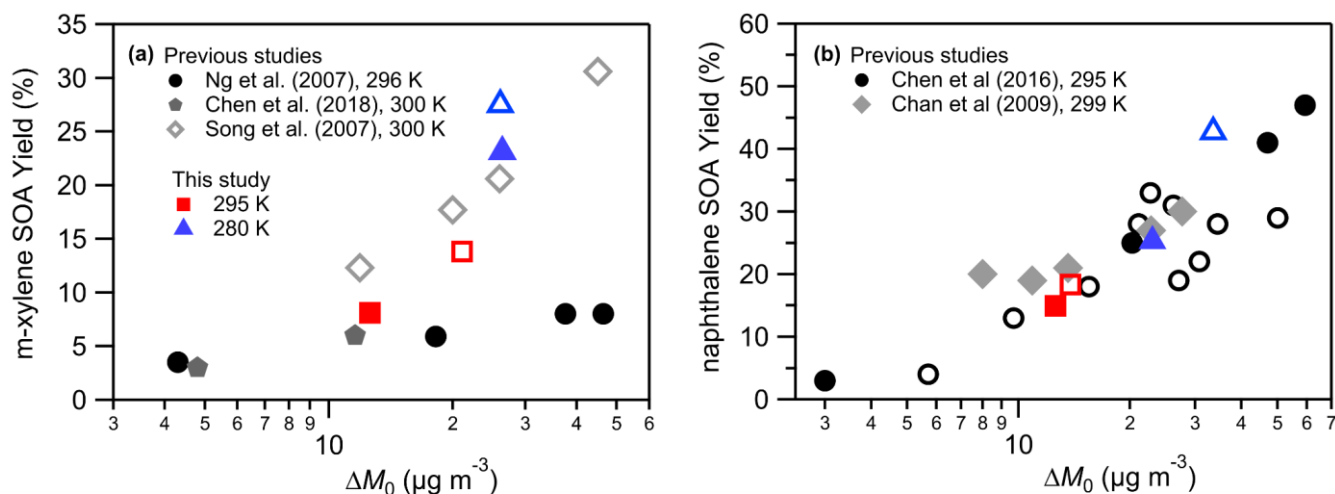 (a) Previous studies
Ng et al. (2007), 296 K
Chen et al. (2018), 300 K
Song et al. (2007), 300 K
This study
295 K
280 K
m-xylene SOA Yield (%)
35
30
25
20
15
10
5
0
3 4 5 6 7 8 9 10 2 3 4 5 6
ΔM₀ (µg m⁻³)
(b) Previous studies
Chen et al (2016), 295 K
Chan et al (2009), 299 K
naphthalene SOA Yield (%)
60
50
40
30
20
10
0
3 4 5 6 7 8 9 10 2 3 4 5 6 7
ΔM₀ (µg m⁻³)